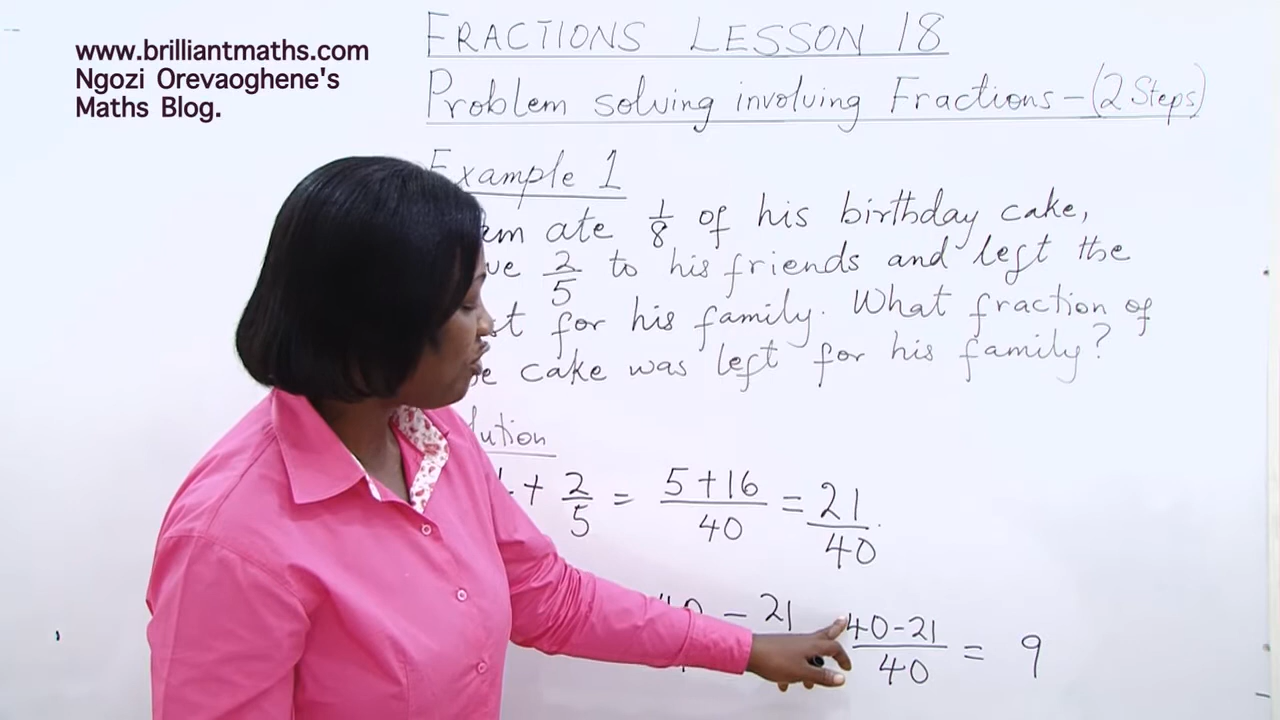 www.brilliantmaths.com
Ngozi Orevaoghene's
Maths Blog.
FRACTIONS LESSON 18
Problem solving involving Fractions - (2 Steps)
Example 1
ate 1/8 of his birthday cake,
2/5 to his friends and left the
for his family. What fraction of
cake was left for his family?
+ 2/5 = 5+16/40 = 21/40
40 - 21 40-21/40 = 9